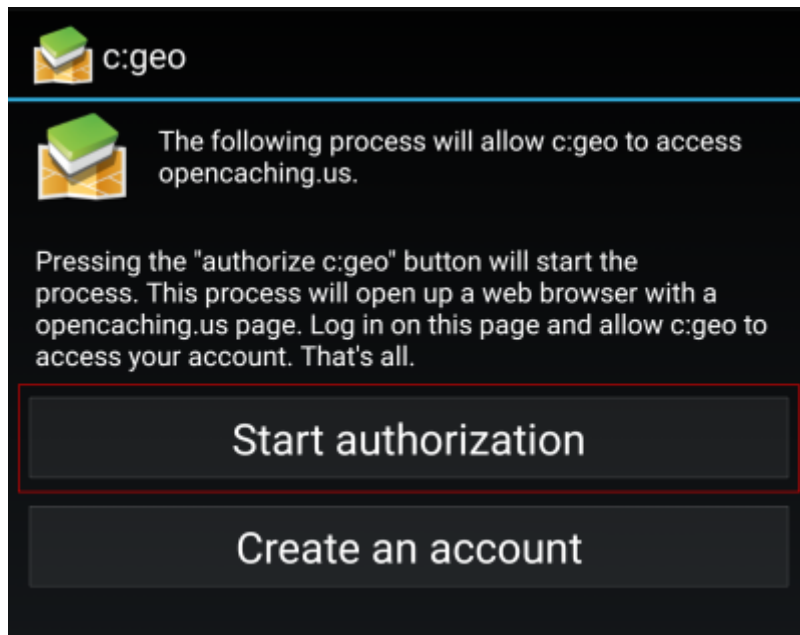 c:geo
The following process will allow c:geo to access
opencaching.us.
Pressing the "authorize c:geo" button will start the
process. This process will open up a web browser with a
opencaching.us page. Log in on this page and allow c:geo to
access your account. That's all.
Start authorization
Create an account